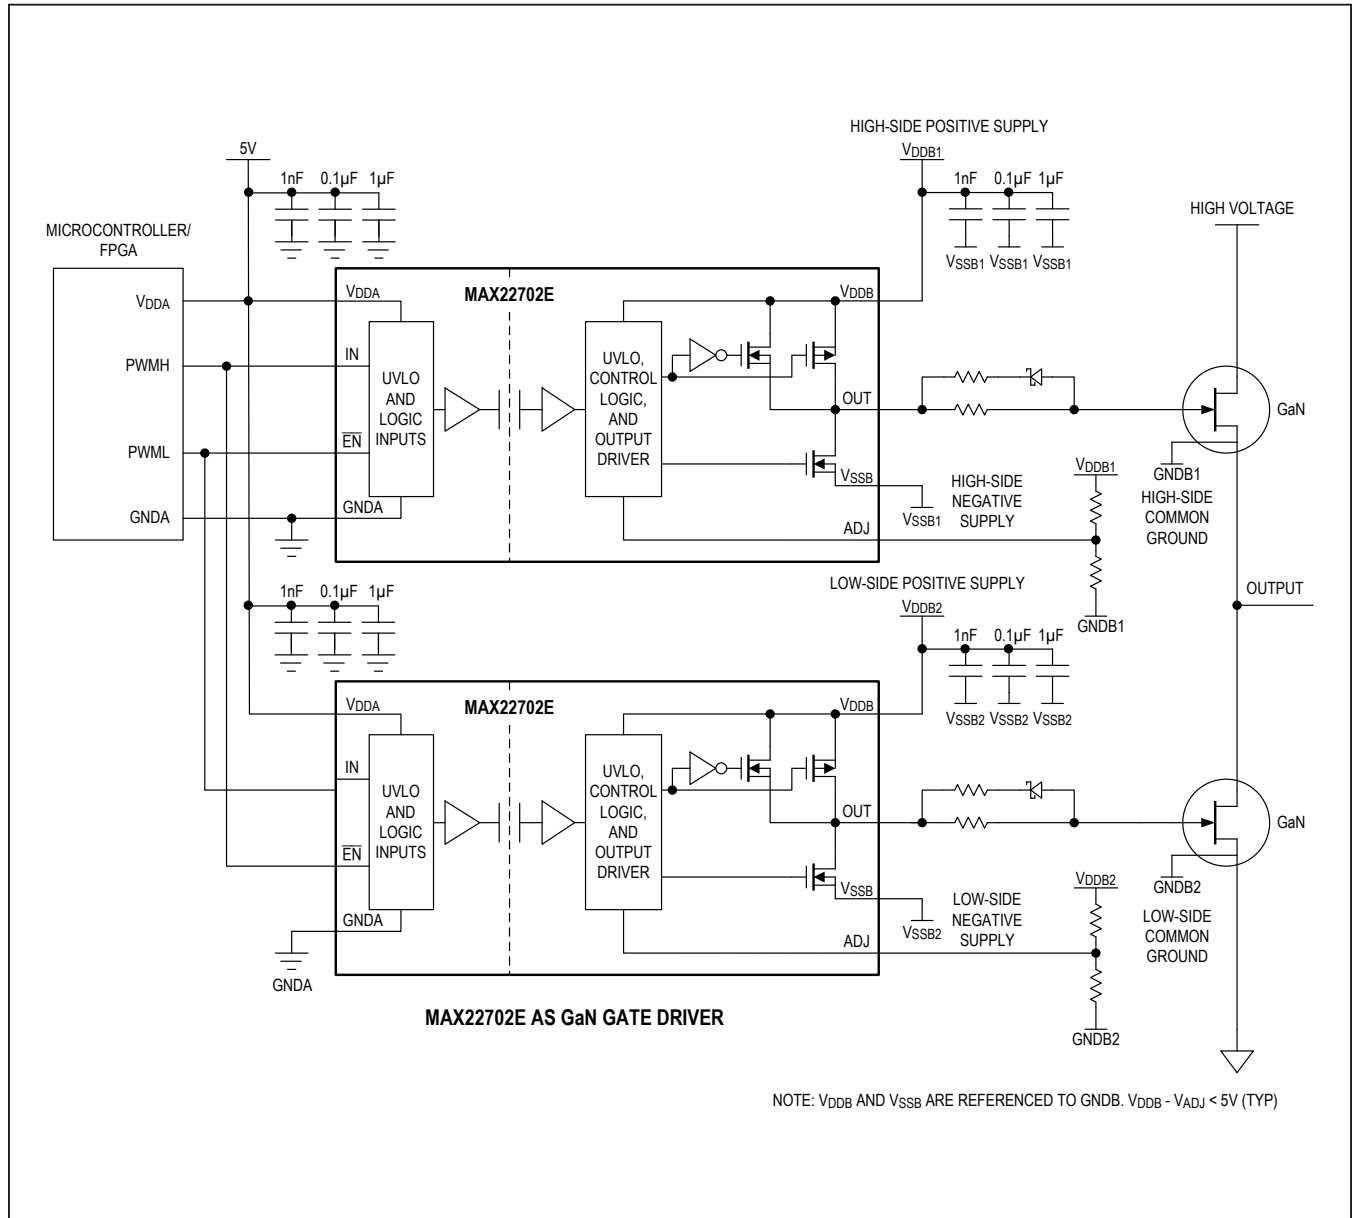 HIGH-SIDE POSITIVE SUPPLY
5V
VDDB1
1nF 0.1µF 1µF
1nF 0.1µF 1µF
HIGH VOLTAGE
MICROCONTROLLER/
FPGA
VSSB1 VSSB1 VSSB1
VDDA
VDDA
MAX22702E
VDDB
PWMH
IN
UVLO
AND
LOGIC
INPUTS
UVLO,
CONTROL
LOGIC,
AND
OUTPUT
DRIVER
OUT
GaN
PWML
EN
VSSB
VSSB1
HIGH-SIDE
NEGATIVE
SUPPLY
VDDB1
GNDB1
HIGH-SIDE
COMMON
GROUND
GNDA
GNDA
ADJ
GNDB1
OUTPUT
1nF 0.1µF 1µF
LOW-SIDE POSITIVE SUPPLY
VDDB2
1nF 0.1µF 1µF
VSSB2 VSSB2 VSSB2
VDDA
MAX22702E
VDDB
IN
UVLO
AND
LOGIC
INPUTS
UVLO,
CONTROL
LOGIC,
AND
OUTPUT
DRIVER
OUT
GaN
EN
VSSB
VSSB2
LOW-SIDE
NEGATIVE
SUPPLY
VDDB2
GNDB2
LOW-SIDE
COMMON
GROUND
GNDA
ADJ
GNDA
GNDB2
MAX22702E AS GaN GATE DRIVER
NOTE: VDDB AND VSSB ARE REFERENCED TO GNDB. VDDB - VADJ < 5V (TYP)